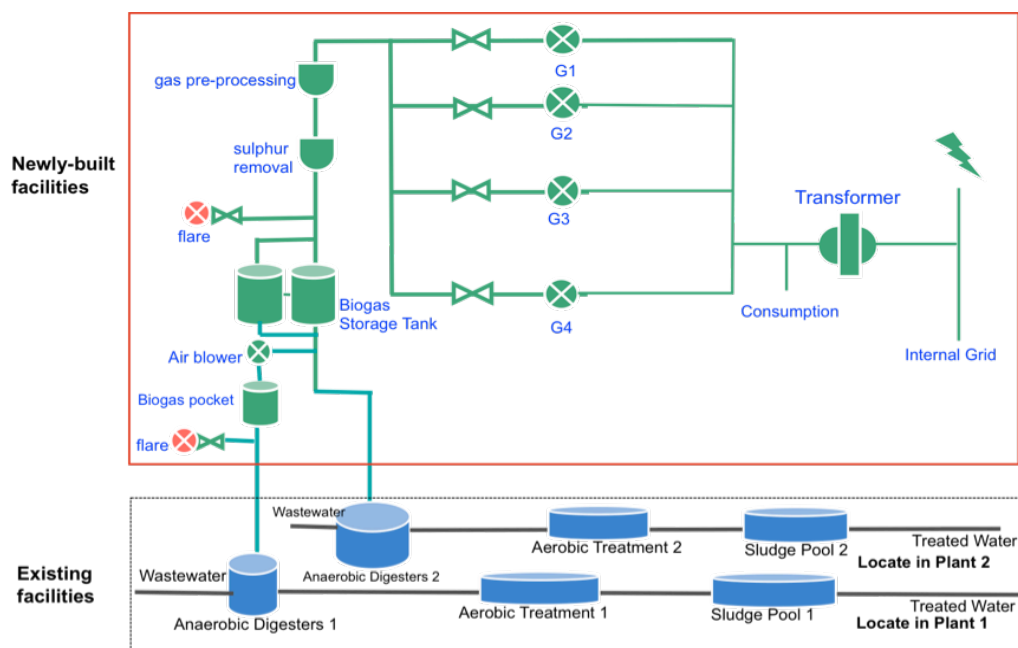 Newly-built
facilities
gas pre-processing
sulphur
removal
flare
Biogas
Storage Tank
Air blower
Biogas pocket
flare
G1
G2
G3
G4
Transformer
Consumption
Internal Grid
Existing
facilities
Wastewater
Anaerobic Digesters 2
Aerobic Treatment 2
Sludge Pool 2
Treated Water
Locate in Plant 2
Wastewater
Anaerobic Digesters 1
Aerobic Treatment 1
Sludge Pool 1
Treated Water
Locate in Plant 1